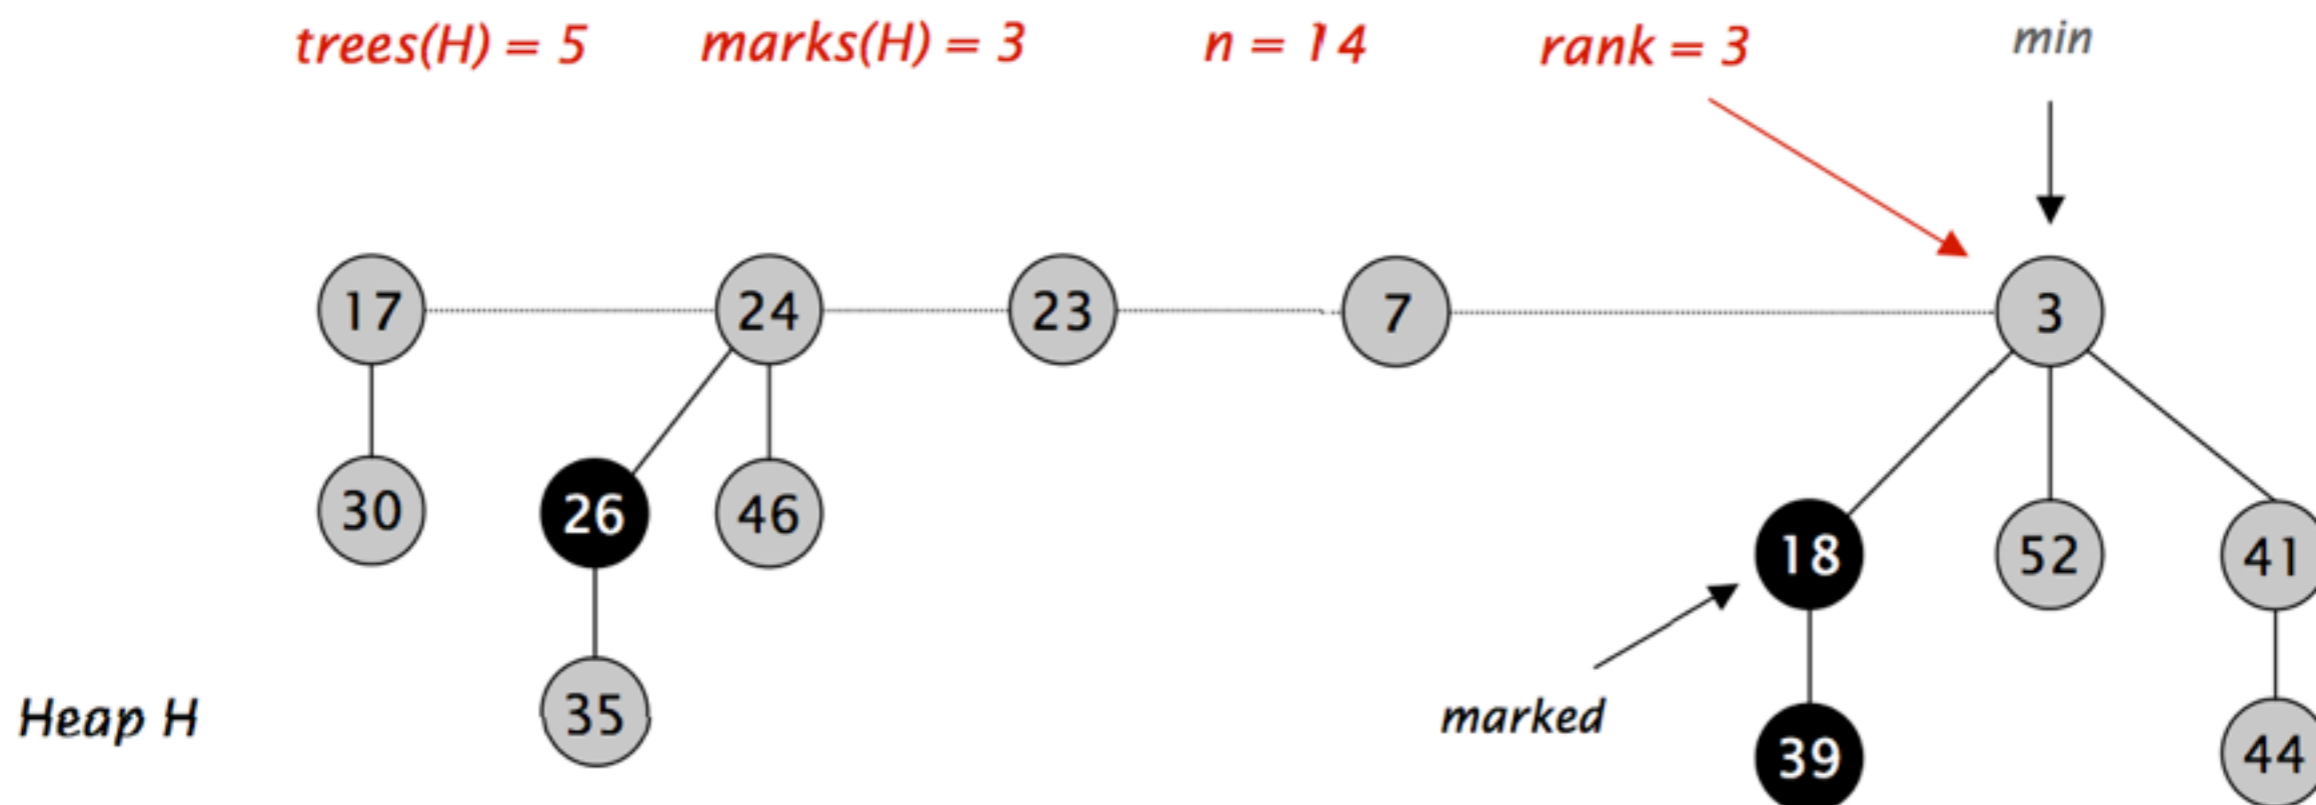 trees(H) = 5 marks(H) = 3 n = 14 rank = 3 min
17 24 23 7 3
30 26 46 18 52 41
35 39 44
Heap H marked